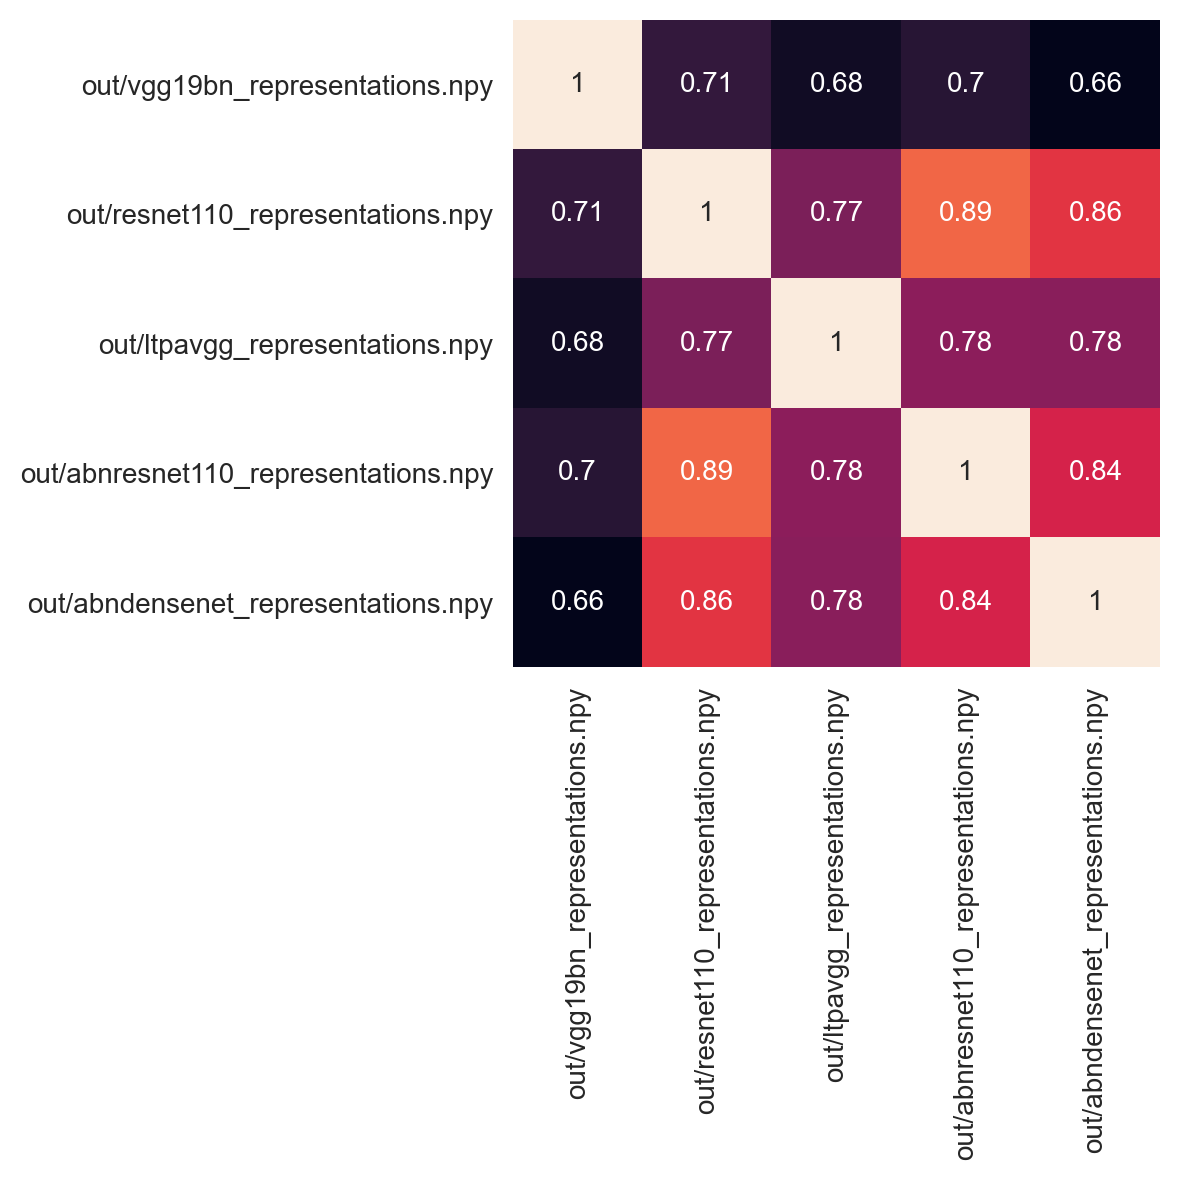 out/vgg19bn_representations.npy 1 0.71 0.68 0.7 0.66
out/resnet110_representations.npy 0.71 1 0.77 0.89 0.86
out/ltpavgg_representations.npy 0.68 0.77 1 0.78 0.78
out/abnresnet110_representations.npy 0.7 0.89 0.78 1 0.84
out/abndensenet_representations.npy 0.66 0.86 0.78 0.84 1
out/vgg19bn_representations.npy
out/resnet110_representations.npy
out/ltpavgg_representations.npy
out/abnresnet110_representations.npy
out/abndensenet_representations.npy